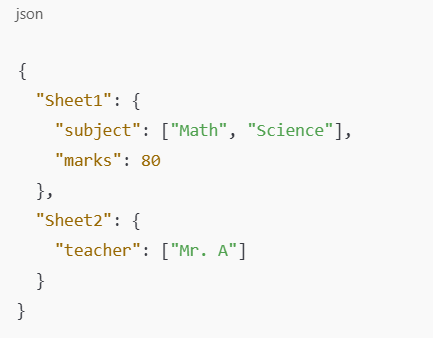 json
{
  "Sheet1": {
    "subject": ["Math", "Science"],
    "marks": 80
  },
  "Sheet2": {
    "teacher": ["Mr. A"]
  }
}